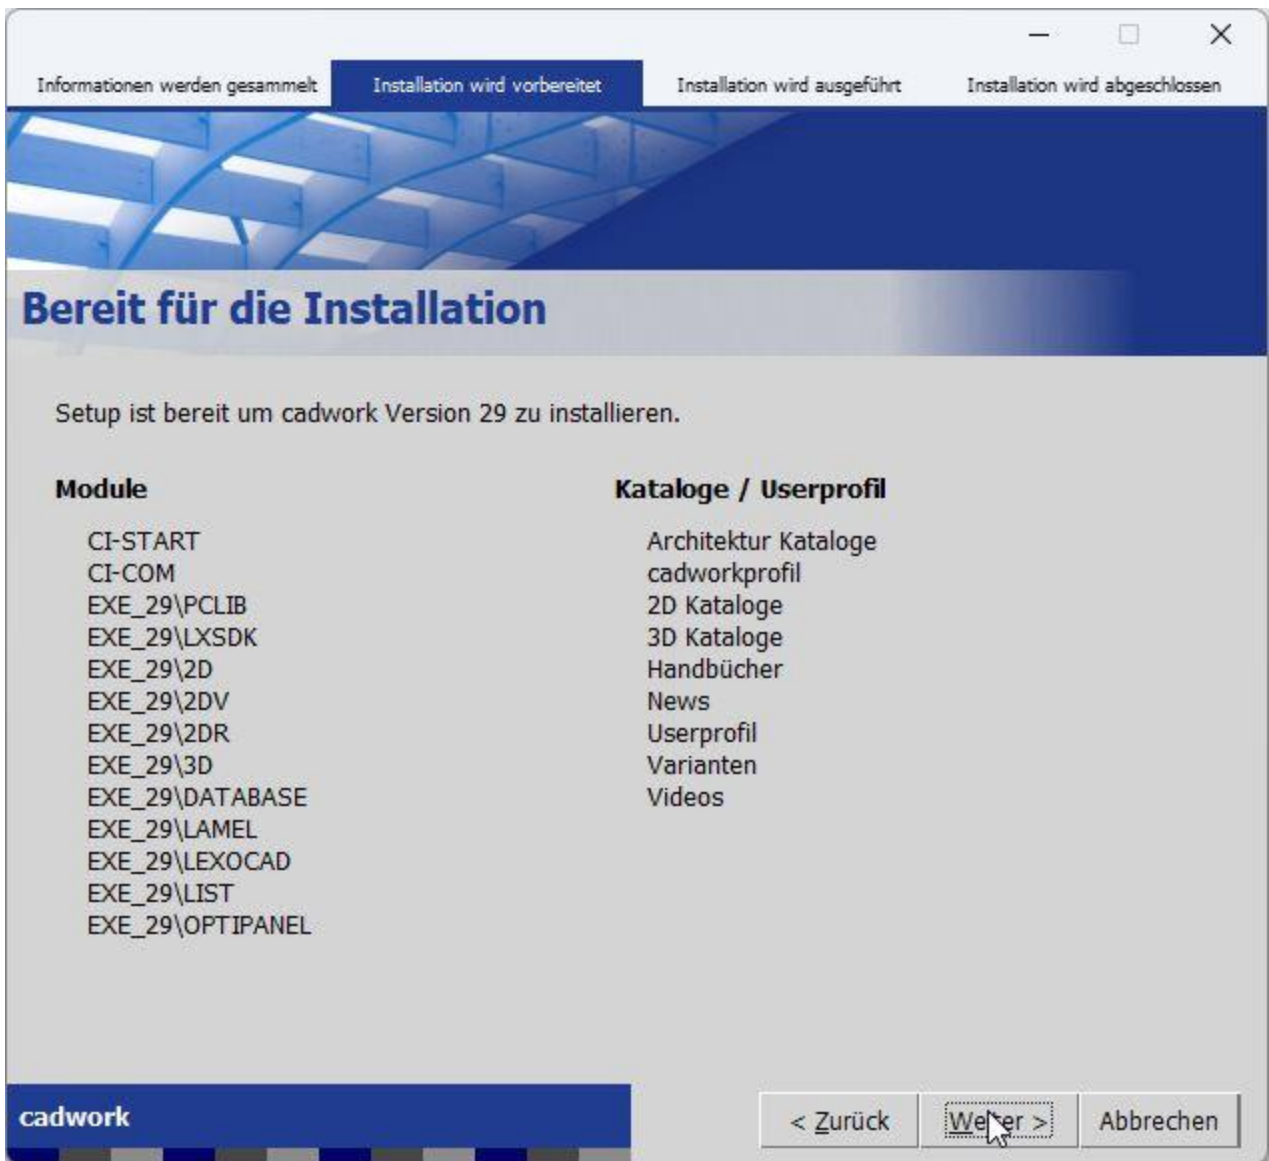 Informationen werden gesammelt Installation wird vorbereitet Installation wird ausgeführt Installation wird abgeschlossen
Bereit für die Installation
Setup ist bereit um cadwork Version 29 zu installieren.
Module
CI-START
CI-COM
EXE_29\PCLIB
EXE_29\LXSDK
EXE_29\2D
EXE_29\2DV
EXE_29\2DR
EXE_29\3D
EXE_29\DATABASE
EXE_29\LAMEL
EXE_29\LEXOCAD
EXE_29\LIST
EXE_29\OPTIPANEL
Kataloge / Userprofil
Architektur Kataloge
cadworkprofil
2D Kataloge
3D Kataloge
Handbücher
News
Userprofil
Varianten
Videos
cadwork
< Zurück Weiter > Abbrechen